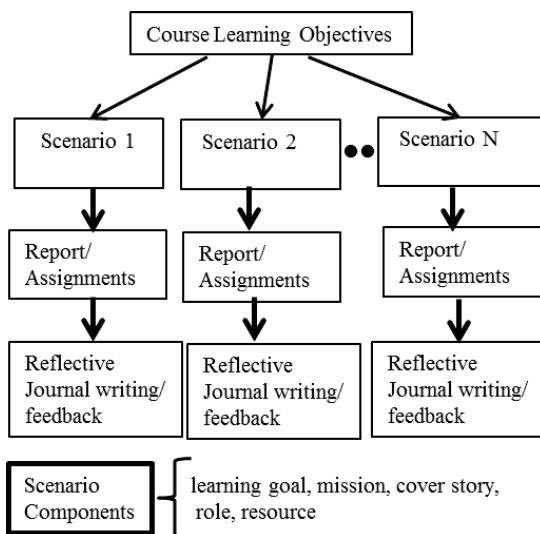 Course Learning Objectives
Scenario 1
Scenario 2
Scenario N
Report/
Assignments
Report/
Assignments
Report/
Assignments
Reflective
Journal writing/
feedback
Reflective
Journal writing/
feedback
Reflective
Journal writing/
feedback
Scenario
Components
learning goal, mission, cover story,
role, resource